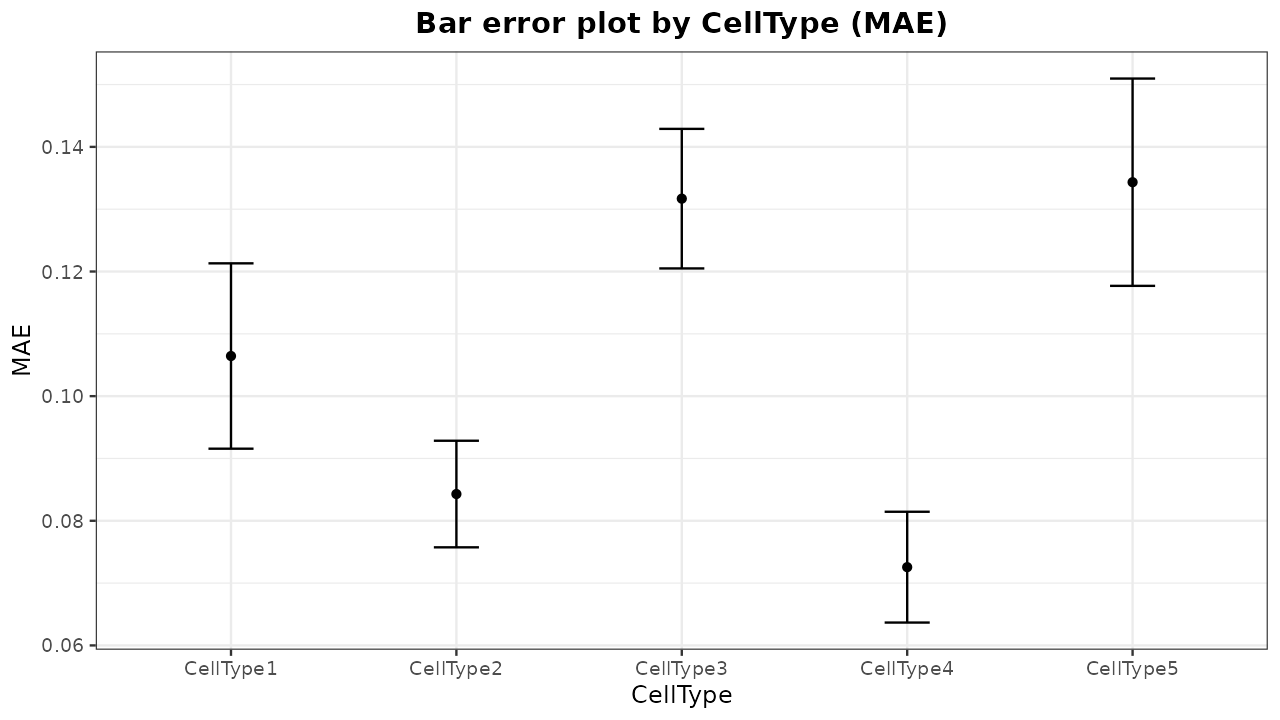 Bar error plot by CellType (MAE)
MAE
0.14
0.12
0.10
0.08
0.06
CellType1 CellType2 CellType3 CellType4 CellType5
CellType